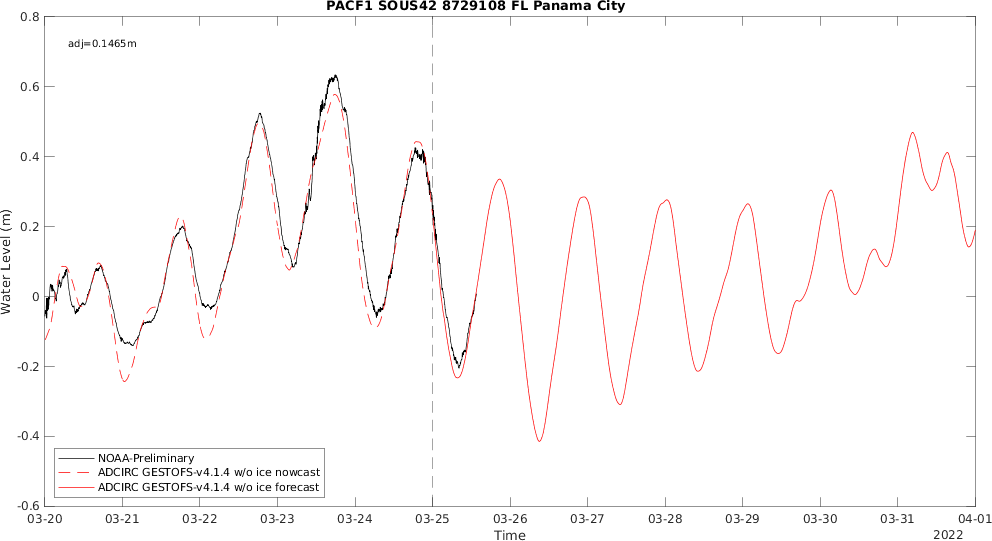 PACF1 SOUS42 8729108 FL Panama City
adj=0.1465m
0.8
0.6
0.4
0.2
0
-0.2
-0.4
-0.6
Water Level (m)
NOAA-Preliminary
ADCIRC GESTOFS-v4.1.4 w/o ice nowcast
ADCIRC GESTOFS-v4.1.4 w/o ice forecast
03-20 03-21 03-22 03-23 03-24 03-25 03-26 03-27 03-28 03-29 03-30 03-31 04-01
Time
2022